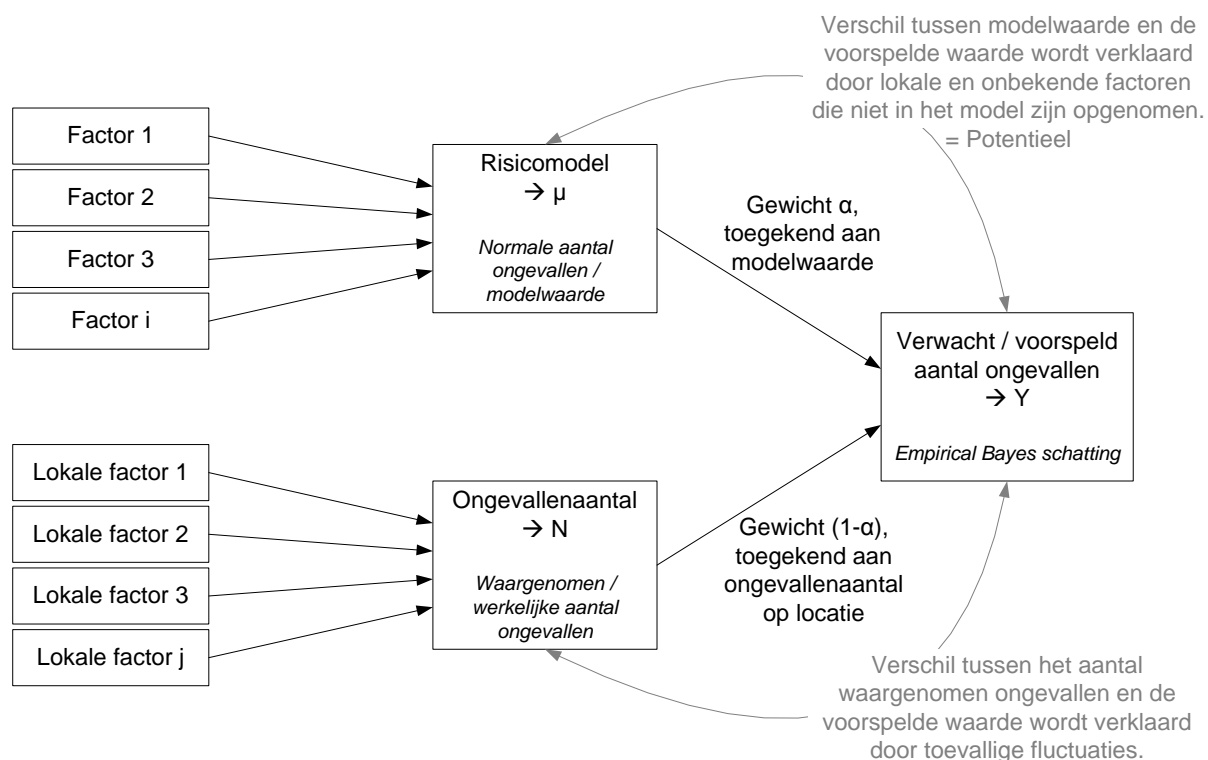 Verschil tussen modelwaarde en de
voorspelde waarde wordt verklaard
door lokale en onbekende factoren
die niet in het model zijn opgenomen.
= Potentieel
Factor 1
Factor 2
Factor 3
Factor i
Risicomodel
→ μ
Normale aantal
ongevallen /
modelwaarde
Gewicht α,
toegekend aan
modelwaarde
Verwacht / voorspeld
aantal ongevallen
→ Y
Empirical Bayes schatting
Lokale factor 1
Lokale factor 2
Lokale factor 3
Lokale factor j
Ongevallenaantal
→ N
Waargenomen /
werkelijke aantal
ongevallen
Gewicht (1-α),
toegekend aan
ongevallenaantal
op locatie
Verschil tussen het aantal
waargenomen ongevallen en de
voorspelde waarde wordt verklaard
door toevallige fluctuaties.